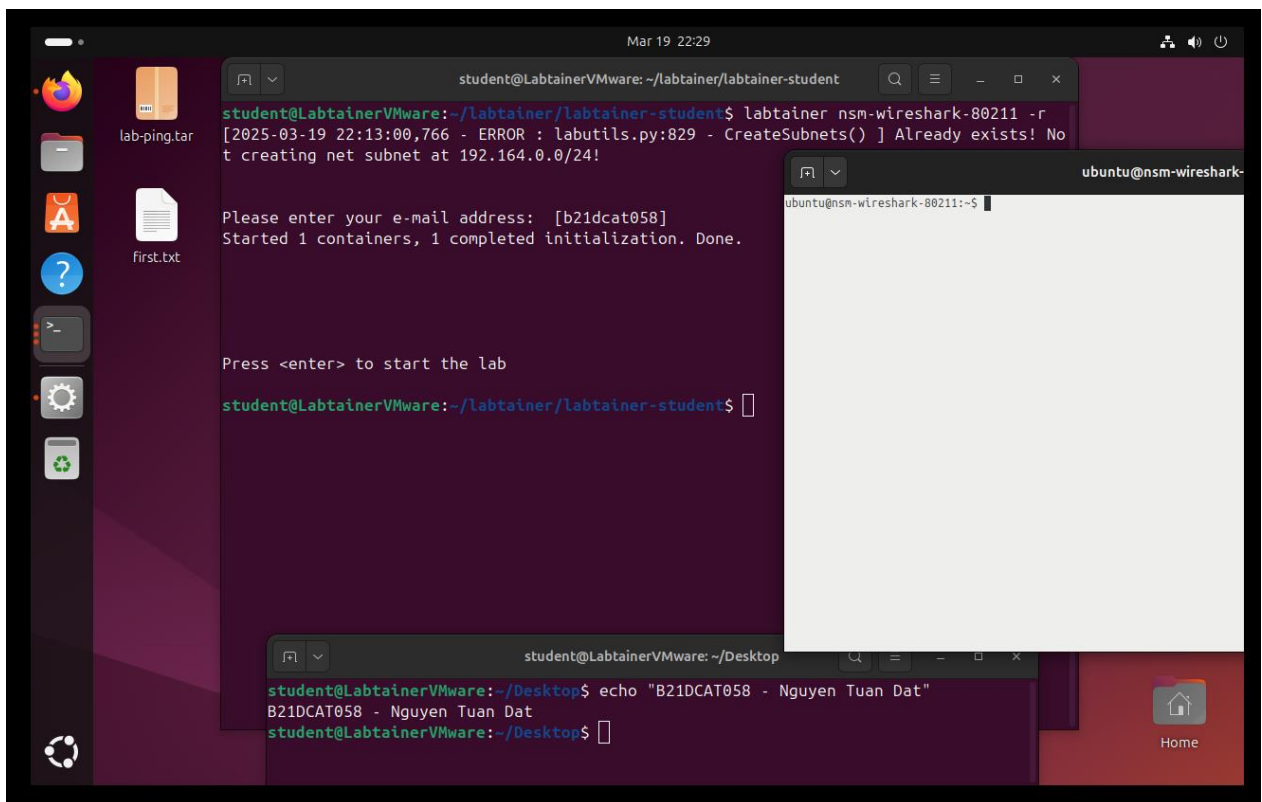 Mar 19 22:29
lab-ping.tar
first.txt
student@LabtainerVMware: ~/labtainer/labtainer-student
student@LabtainerVMware:~/labtainer/labtainer-student$ labtainer nsm-wireshark-80211 -r
[2025-03-19 22:13:00,766 - ERROR : labutils.py:829 - CreateSubnets() ] Already exists! No
t creating net subnet at 192.164.0.0/24!
Please enter your e-mail address:  [b21dcat058]
Started 1 containers, 1 completed initialization. Done.
Press <enter> to start the lab
student@LabtainerVMware:~/labtainer/labtainer-student$
ubuntu@nsm-wireshark-
ubuntu@nsm-wireshark-80211:~$
student@LabtainerVMware: ~/Desktop
student@LabtainerVMware:~/Desktop$ echo "B21DCAT058 - Nguyen Tuan Dat"
B21DCAT058 - Nguyen Tuan Dat
student@LabtainerVMware:~/Desktop$
Home